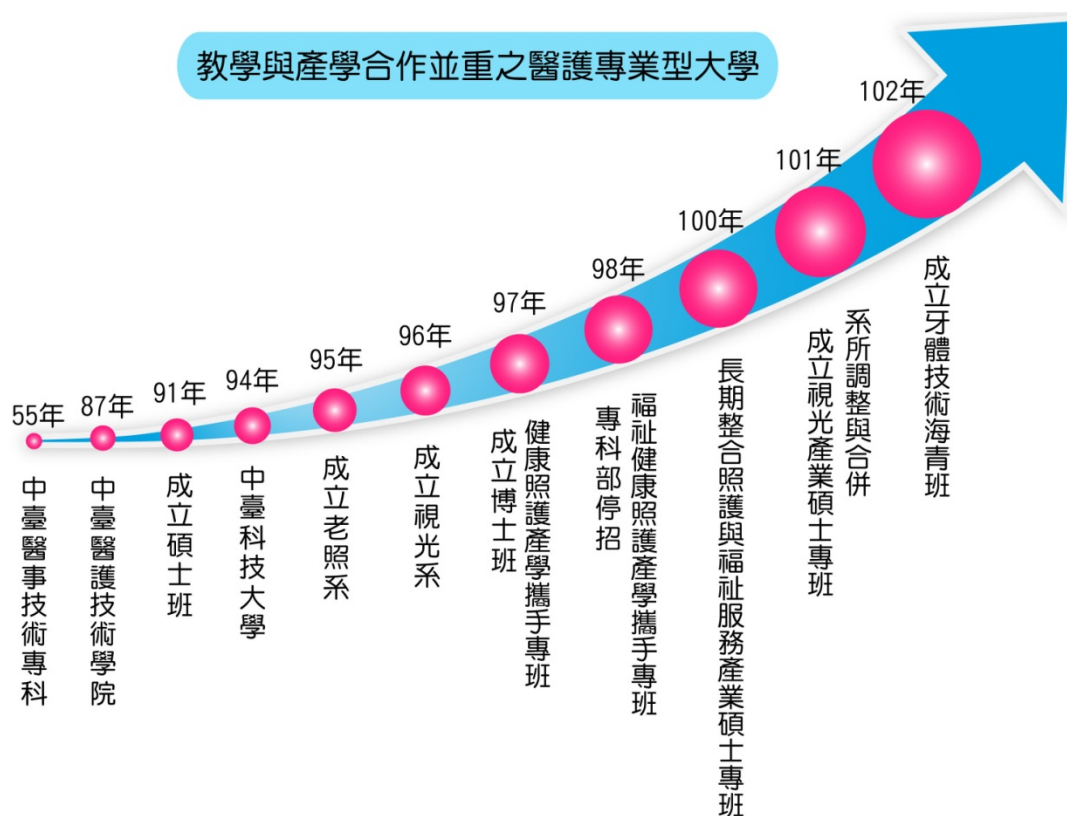 教學與產學合作並重之醫護專業型大學
55年
中臺醫事技術專科
87年
中臺醫護技術學院
91年
成立碩士班
94年
中臺科技大學
95年
成立老照系
96年
成立視光系
97年
健康照護產學攜手專班
成立博士班
98年
福祉健康照護產學攜手專班
專科部停招
100年
長期整合照護與福祉服務產業碩士專班
101年
系所調整與合併
成立視光產業碩士專班
102年
成立牙體技術海青班